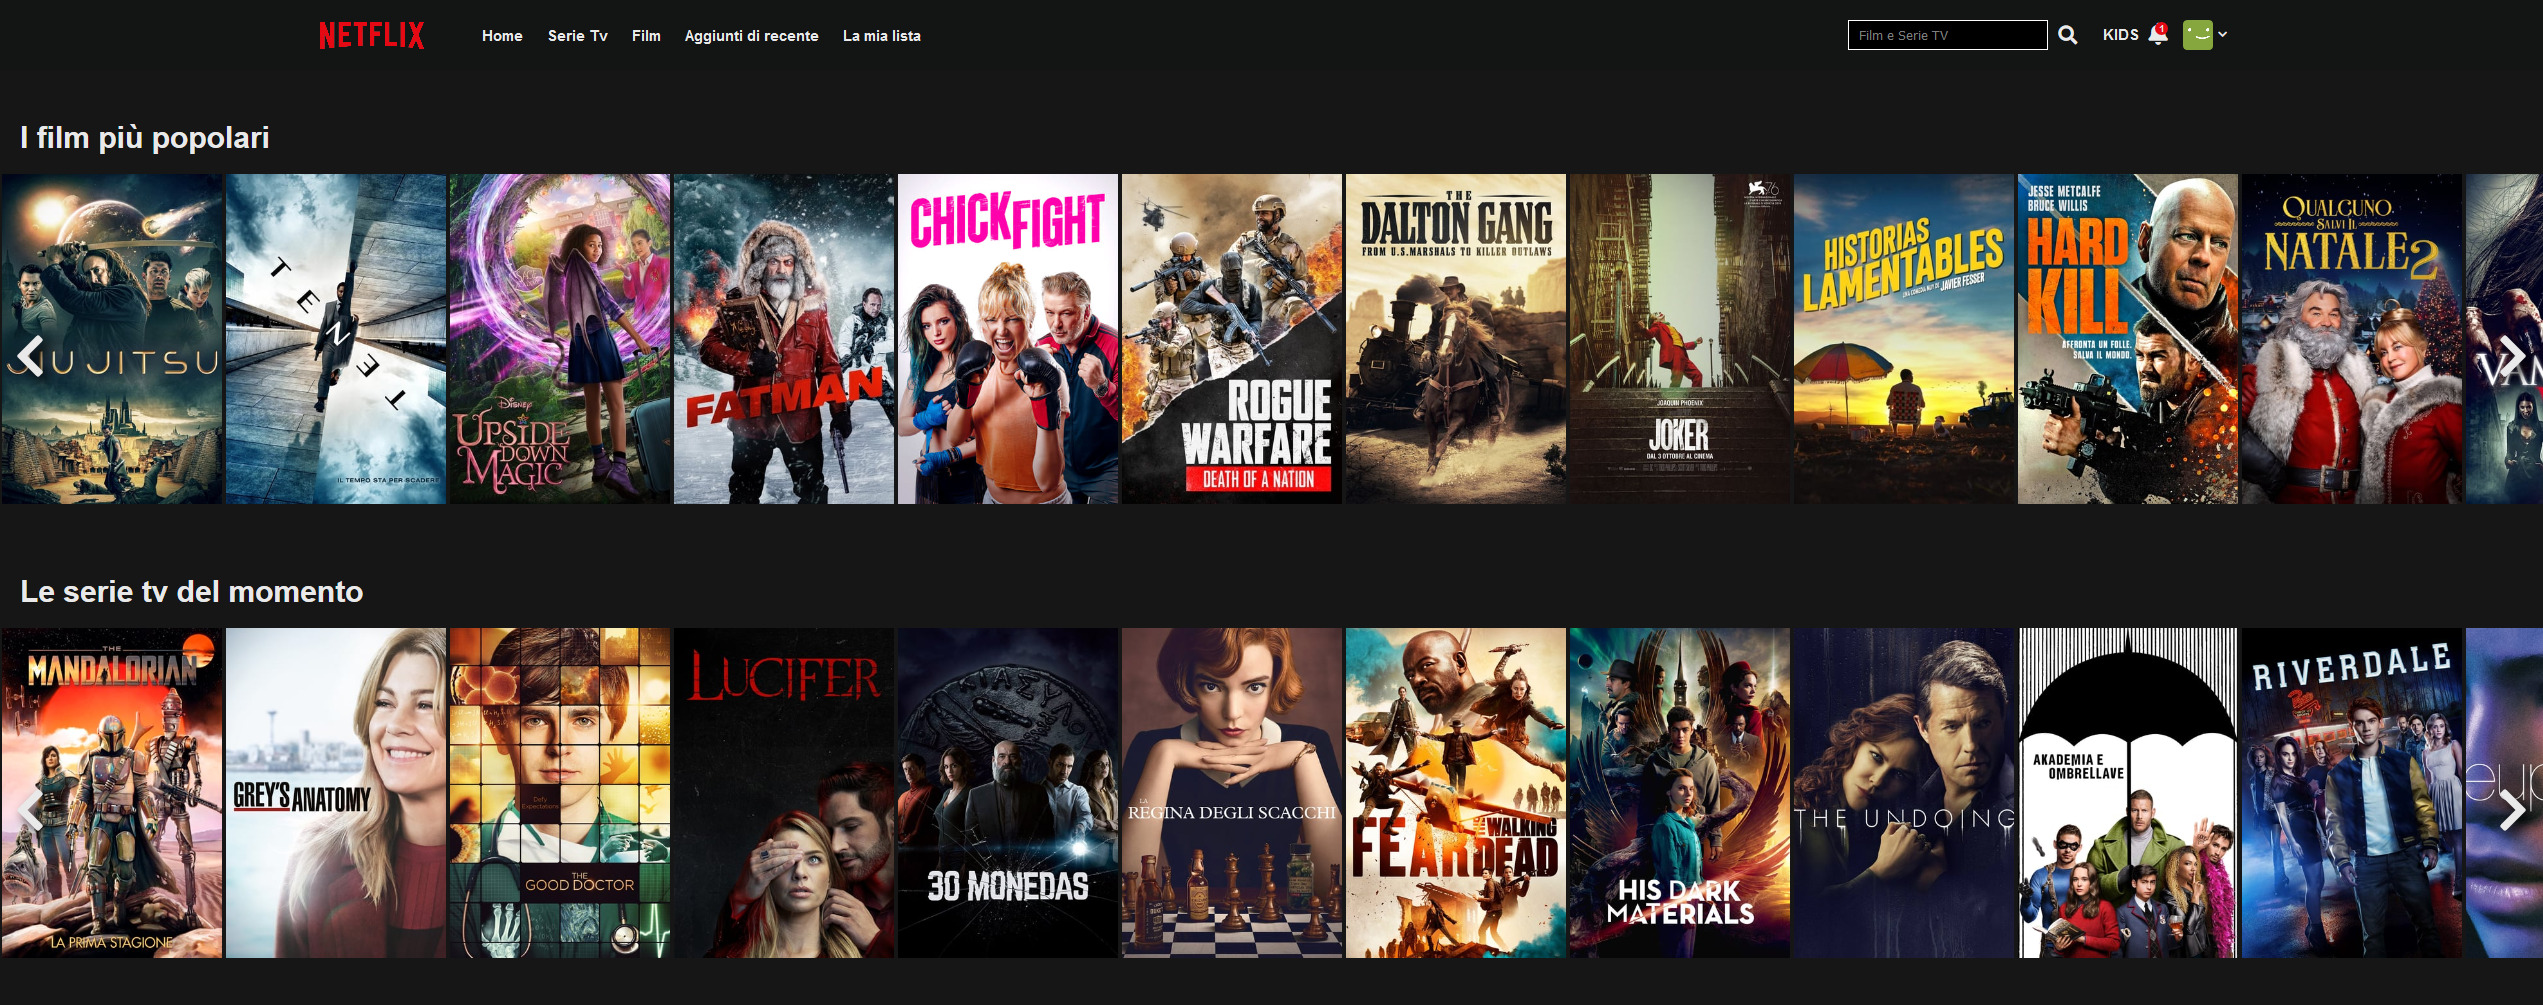 NETFLIX
Home
Serie Tv
Film
Aggiunti di recente
La mia lista
Film e Serie TV
KIDS
1
I film più popolari
JIUJITSU
TENET
IL TEMPO STA PER SCADERE
DISNEY
UPSIDE
DOWN
MAGIC
FATMAN
CHICK FIGHT
ROGUE
WARFARE
DEATH OF A NATION
THE
DALTON GANG
FROM U.S. MARSHALS TO KILLER OUTLAWS
76
JOAQUIN PHOENIX
JOKER
DAL 3 OTTOBRE AL CINEMA
HISTORIAS
LAMENTABLES
UNA COMEDIA MUY DE JAVIER FESSER
JESSE METCALFE
BRUCE WILLIS
HARD
KILL
AFFRONTA UN FOLLE.
SALVA IL MONDO.
QUALCUNO
SALVI IL
NATALE 2
VAN
Le serie tv del momento
THE
MANDALORIAN
LA PRIMA STAGIONE
GREY'S ANATOMY
Defy
Expectations
THE
GOOD DOCTOR
LUCIFER
30 MONEDAS
LA
REGINA DEGLI SCACCHI
FEAR THE WALKING DEAD
HIS DARK
MATERIALS
THE UNDOING
AKADEMIA E
OMBRELLAVE
RIVERDALE
eup